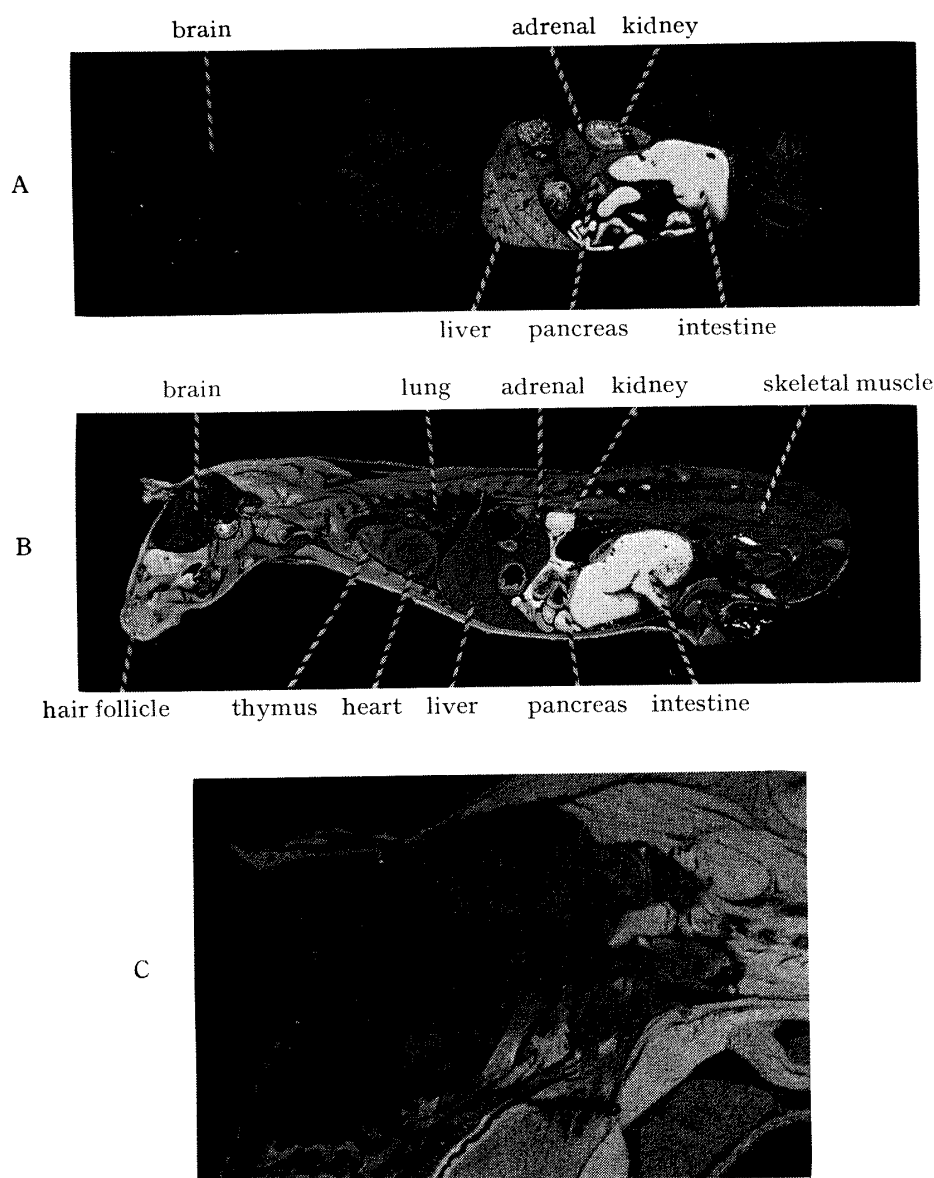 brain adrenal kidney
A
liver pancreas intestine
brain lung adrenal kidney skeletal muscle
B
hair follicle thymus heart liver pancreas intestine
C